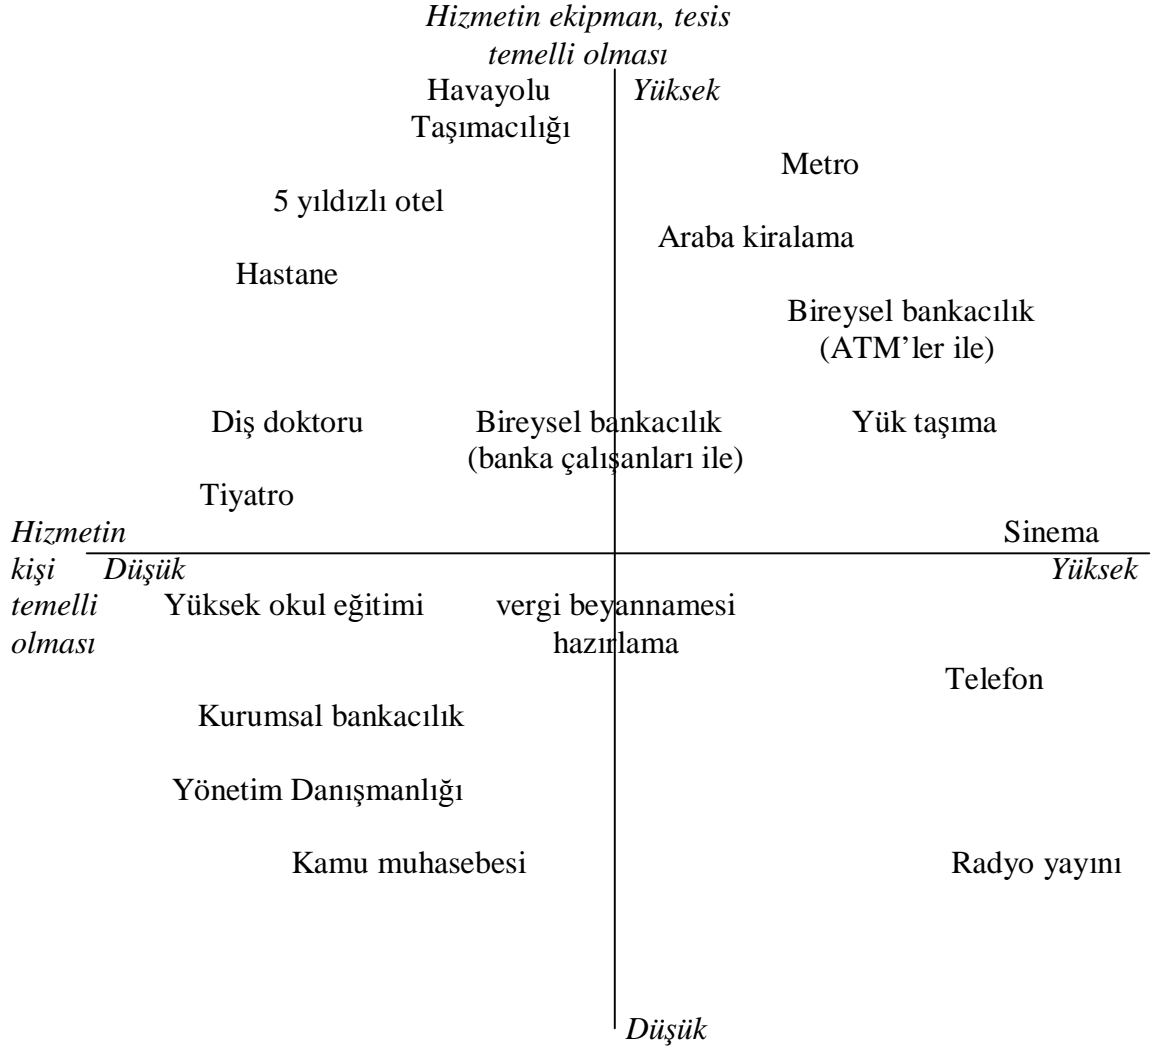 Hizmetin ekipman, tesis
temelli olması
Havayolu
Taşımacılığı
Yüksek
Metro
5 yıldızlı otel
Araba kiralama
Hastane
Bireysel bankacılık
(ATM’ler ile)
Diş doktoru
Bireysel bankacılık
(banka çalışanları ile)
Yük taşıma
Tiyatro
Sinema
Hizmetin
kişi
temelli
olması
Düşük
Yüksek
Yüksek okul eğitimi
vergi beyannamesi
hazırlama
Telefon
Kurumsal bankacılık
Yönetim Danışmanlığı
Kamu muhasebesi
Radyo yayını
Düşük